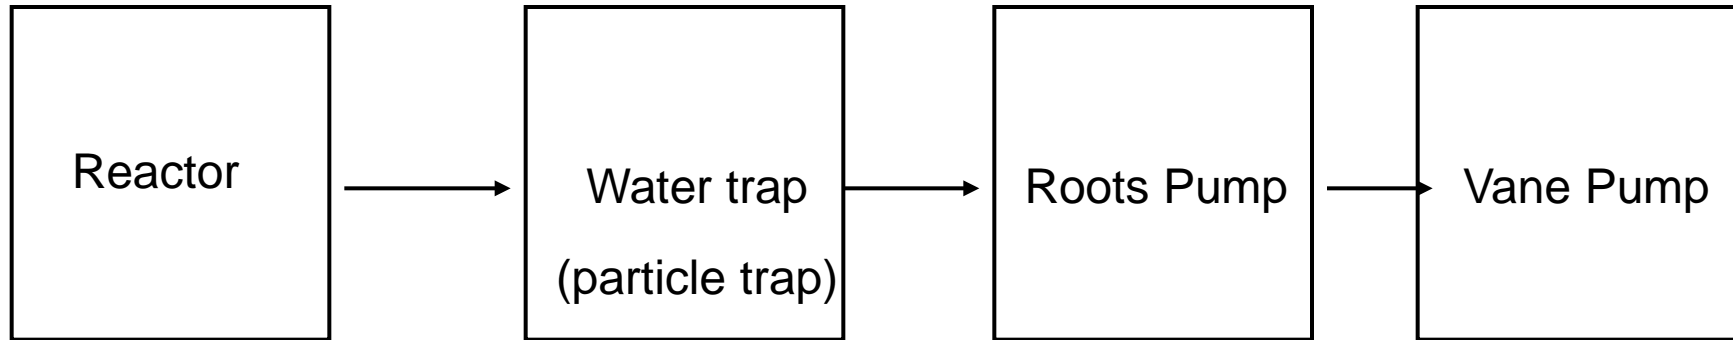 Reactor
Water trap
(particle trap)
Roots Pump
Vane Pump